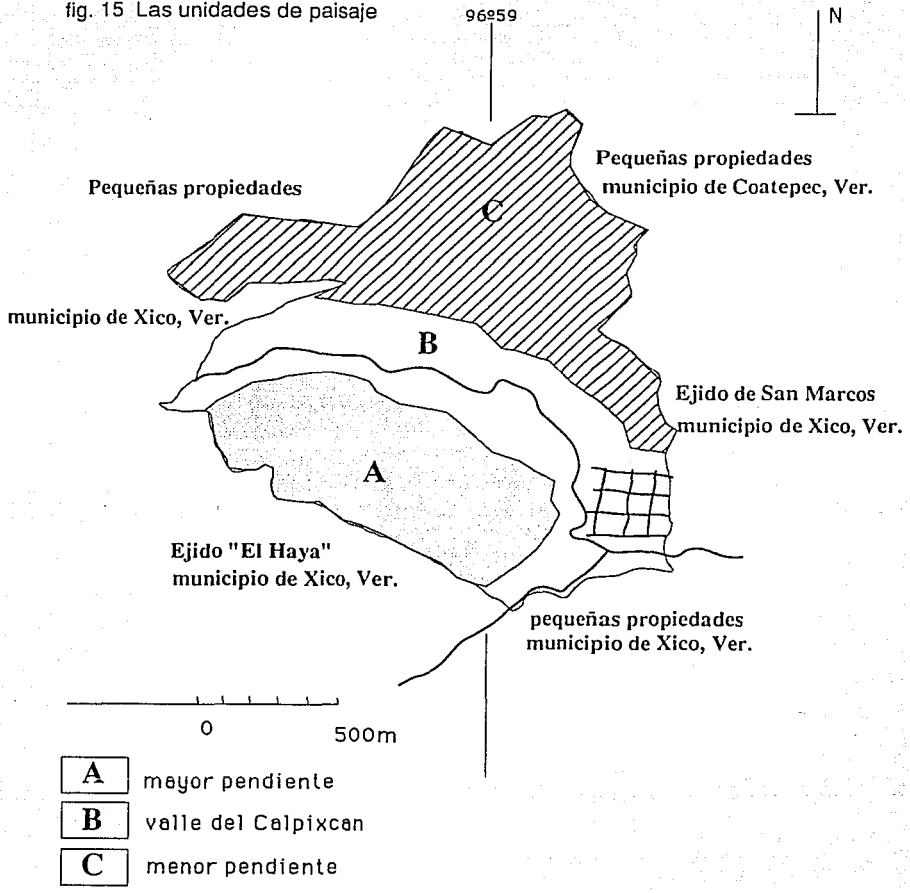 fig. 15 Las unidades de paisaje
96º59
N
Pequeñas propiedades
municipio de Coatepec, Ver.
Pequeñas propiedades
C
municipio de Xico, Ver.
B
Ejido de San Marcos
municipio de Xico, Ver.
A
Ejido "El Haya"
municipio de Xico, Ver.
pequeñas propiedades
municipio de Xico, Ver.
0
500m
A mayor pendiente
B valle del Calpixcan
C menor pendiente